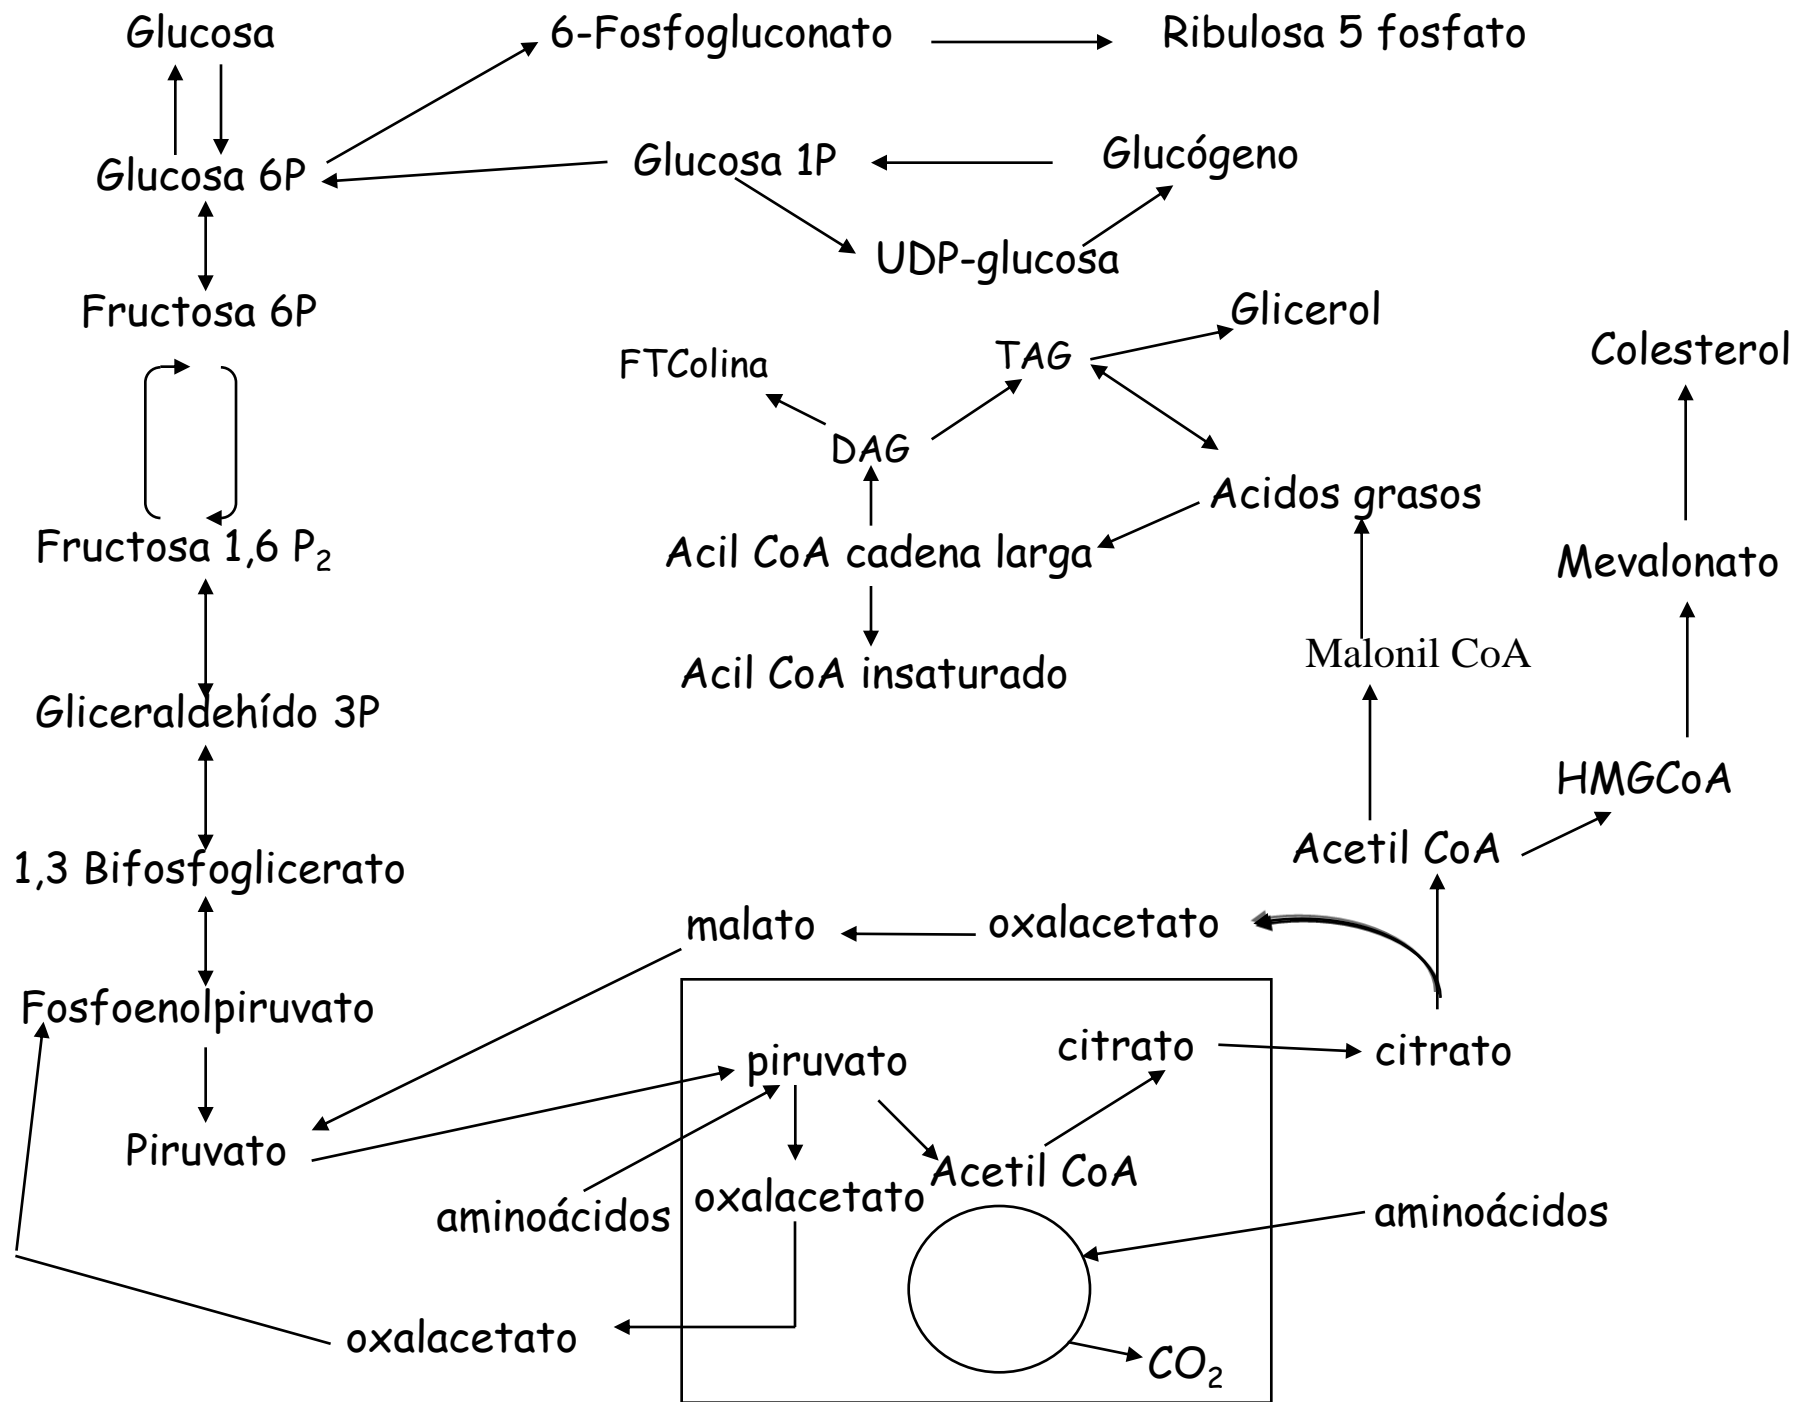 Glucosa
6-Fosfogluconato
Ribulosa 5 fosfato
Glucosa 6P
Glucosa 1P
Glucógeno
UDP-glucosa
Fructosa 6P
Glicerol
FTColina
TAG
Colesterol
DAG
Acidos grasos
Fructosa 1,6 P₂
Acil CoA cadena larga
Mevalonato
Malonil CoA
Acil CoA insaturado
Gliceraldehído 3P
HMGCoA
Acetil CoA
1,3 Bifosfoglicerato
malato
oxalacetato
Fosfoenolpiruvato
piruvato
citrato
citrato
Piruvato
Acetil CoA
aminoácidos
oxalacetato
aminoácidos
oxalacetato
CO₂